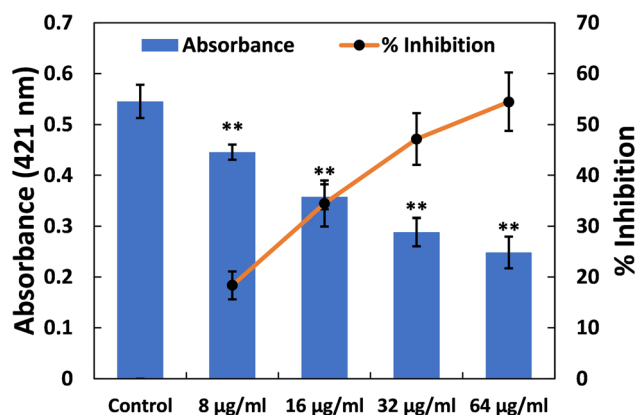 Absorbance (421 nm)
0.7
0.6
0.5
0.4
0.3
0.2
0.1
0
Absorbance
% Inhibition
**
**
**
**
70
60
50
40
30
20
10
0
% Inhibition
Control
8 µg/ml
16 µg/ml
32 µg/ml
64 µg/ml